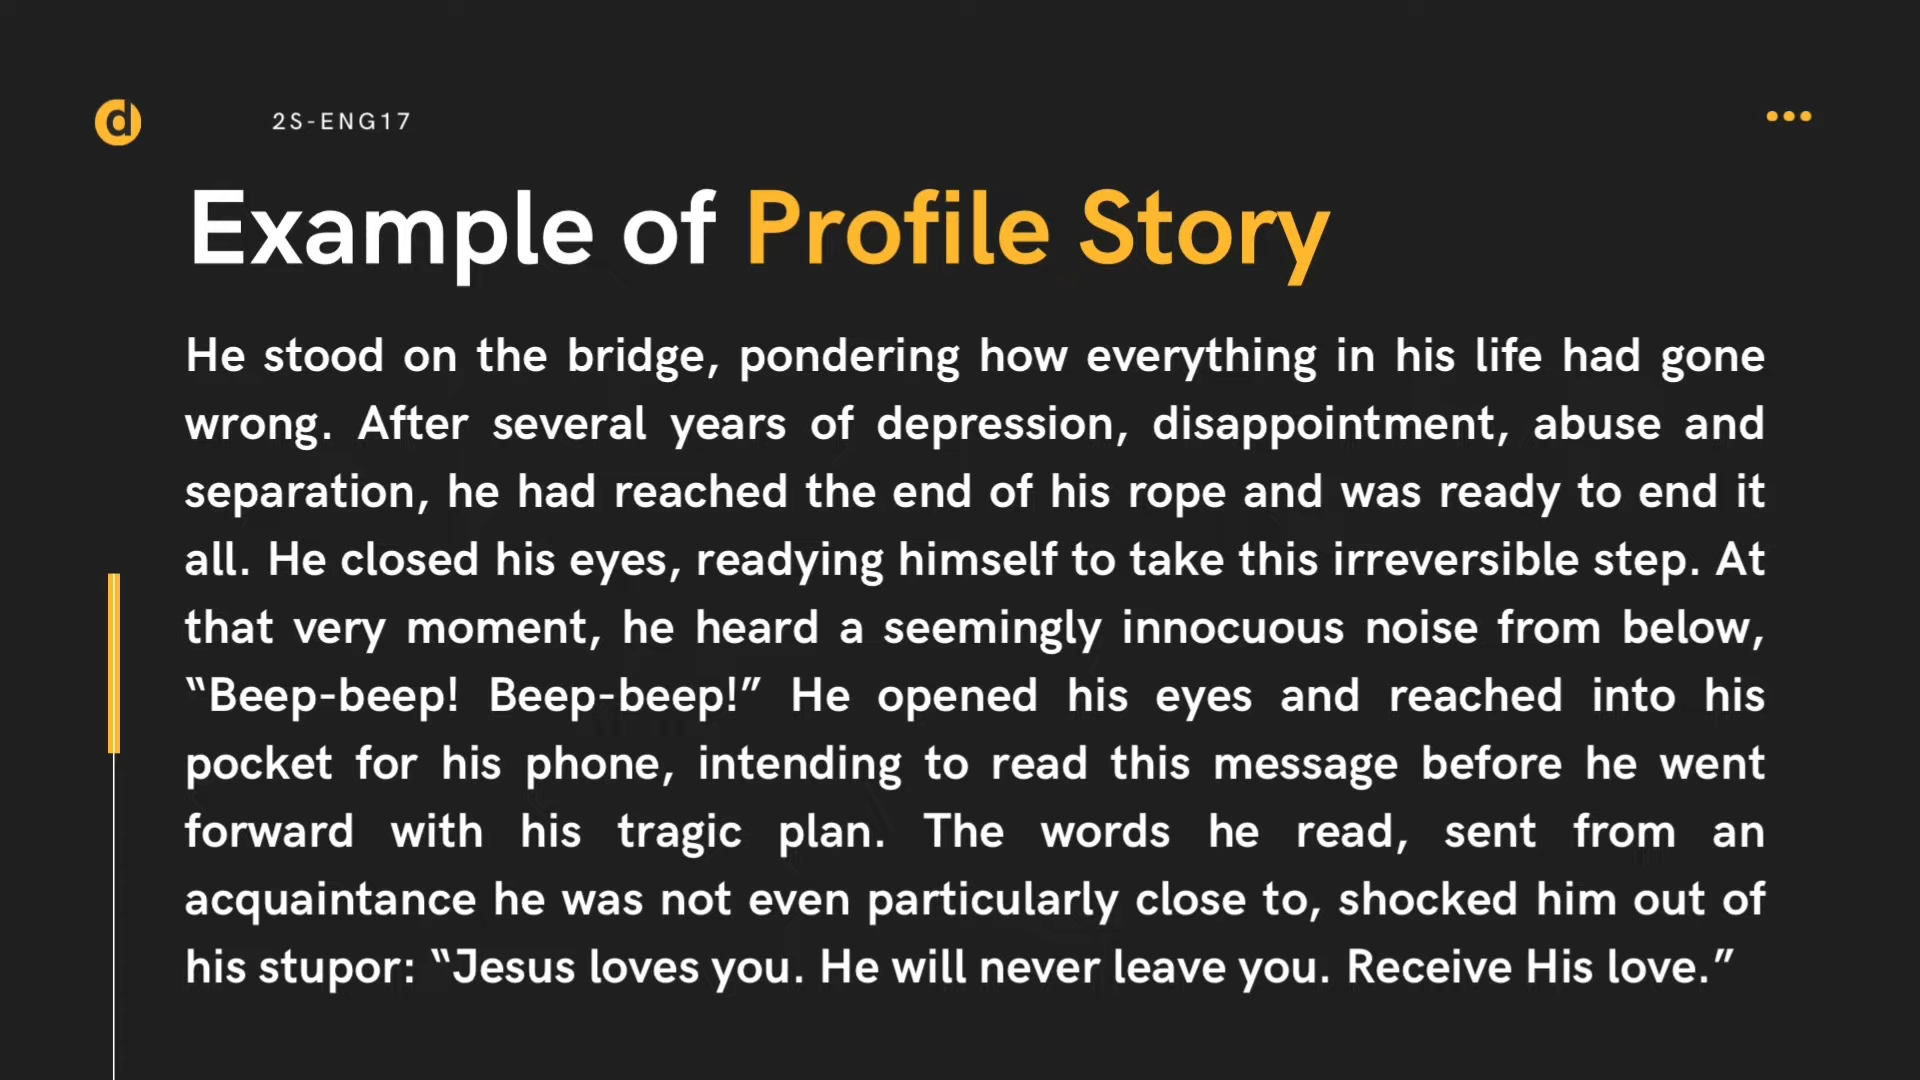 2S-ENG17
Example of Profile Story
He stood on the bridge, pondering how everything in his life had gone
wrong. After several years of depression, disappointment, abuse and
separation, he had reached the end of his rope and was ready to end it
all. He closed his eyes, readying himself to take this irreversible step. At
that very moment, he heard a seemingly innocuous noise from below,
“Beep-beep! Beep-beep!” He opened his eyes and reached into his
pocket for his phone, intending to read this message before he went
forward with his tragic plan. The words he read, sent from an
acquaintance he was not even particularly close to, shocked him out of
his stupor: “Jesus loves you. He will never leave you. Receive His love.”